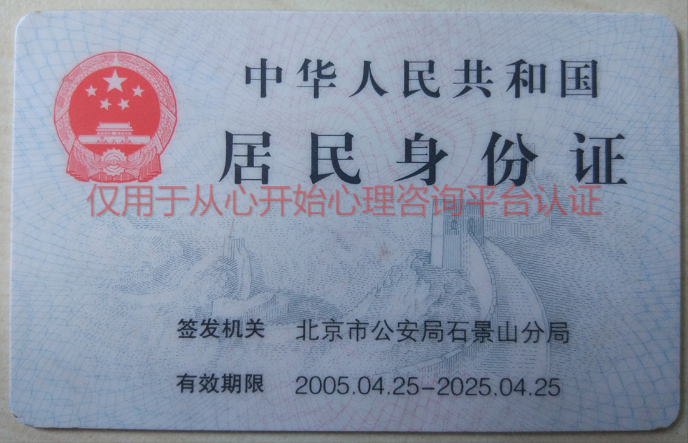 中华人民共和国
居民身份证
仅用于从心开始心理咨询平台认证
签发机关 北京市公安局石景山分局
有效期限 2005.04.25-2025.04.25